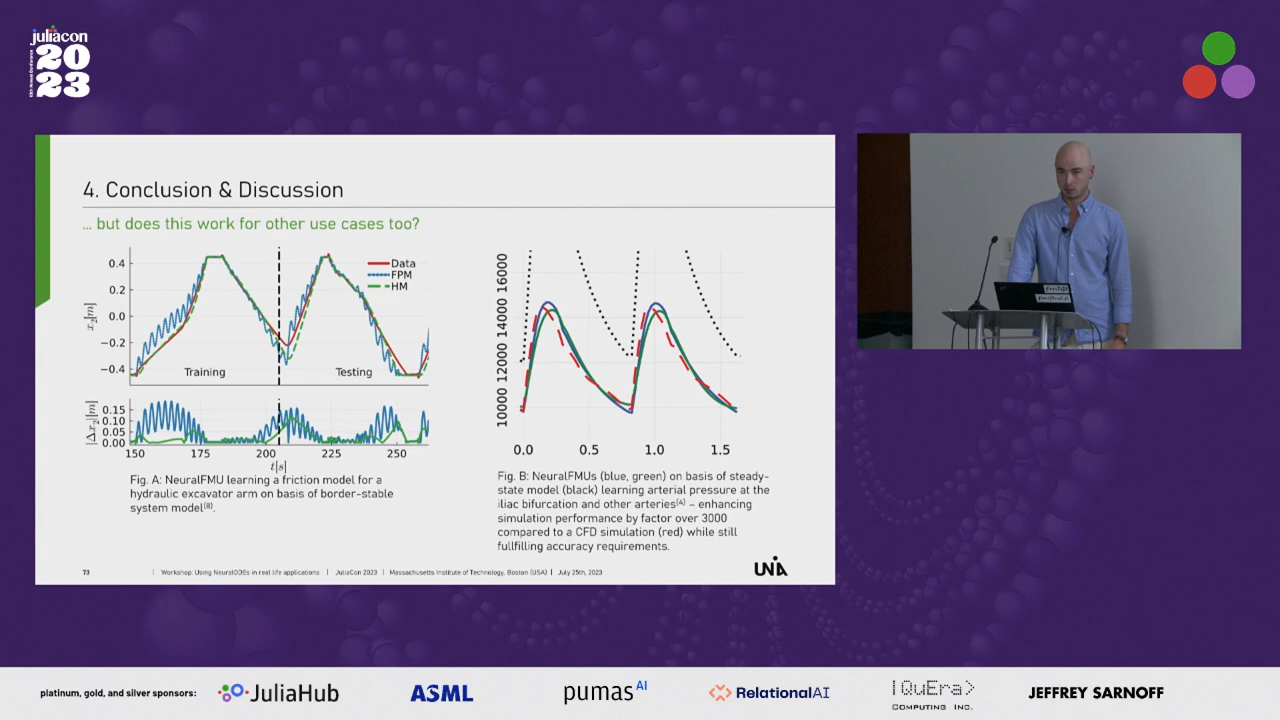 juliacon
20
23
4. Conclusion & Discussion
... but does this work for other use cases too?
0.4
0.2
0.0
−0.2
−0.4
x₂[m]
Data
FPM
HM
Training
Testing
0.15
0.10
0.05
0.00
|Δx₂|[m]
150 175 200 225 250
t[s]
Fig. A: NeuralFMU learning a friction model for a
hydraulic excavator arm on basis of border-stable
system model⁽⁸⁾.
10000 12000 14000 16000
0.0 0.5 1.0 1.5
Fig. B: NeuralFMUs (blue, green) on basis of steady-
state model (black) learning arterial pressure at the
iliac bifurcation and other arteries⁽⁴⁾ – enhancing
simulation performance by factor over 3000
compared to a CFD simulation (red) while still
fullfilling accuracy requirements.
73 | Workshop: Using NeuralODEs in real life applications | JuliaCon 2023 | Massachusetts Institute of Technology, Boston (USA) | July 25th, 2023
UNIA
platinum, gold, and silver sponsors:
JuliaHub
ASML
pumasAI
RelationalAI
|QuEra>
COMPUTING INC.
JEFFREY SARNOFF